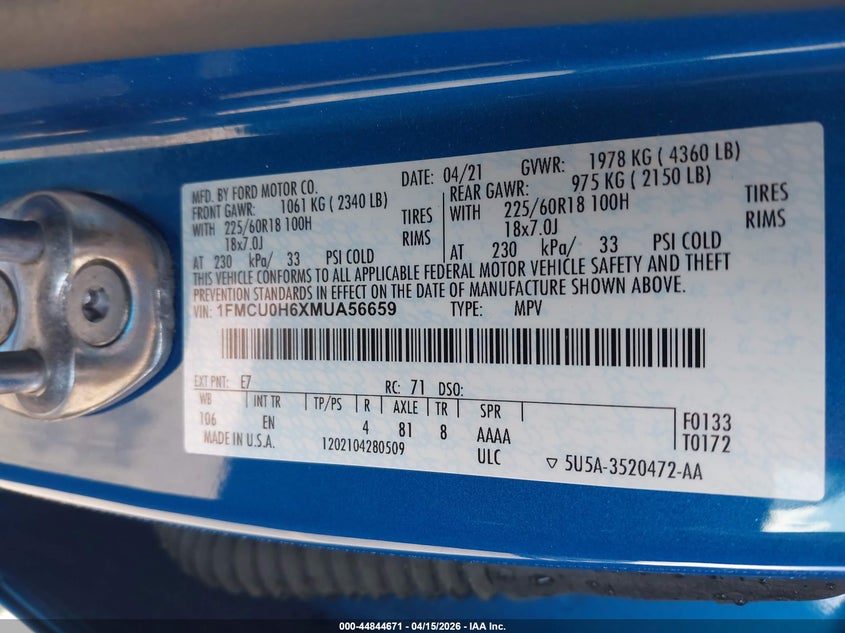 MFD. BY FORD MOTOR CO. DATE: 04/21 GVWR: 1978 KG ( 4360 LB)
FRONT GAWR: 1061 KG ( 2340 LB) REAR GAWR: 975 KG ( 2150 LB)
WITH 225/60R18 100H TIRES WITH 225/60R18 100H TIRES
18x7.0J RIMS 18x7.0J RIMS
AT 230 kPa/ 33 PSI COLD AT 230 kPa/ 33 PSI COLD
THIS VEHICLE CONFORMS TO ALL APPLICABLE FEDERAL MOTOR VEHICLE SAFETY AND THEFT
PREVENTION STANDARDS IN EFFECT ON THE DATE OF MANUFACTURE SHOWN ABOVE.
VIN: 1FMCU0H6XMUA56659 TYPE: MPV
EXT PNT: E7 RC: 71 DSO:
WB INT TR TP/PS R AXLE TR SPR
106 EN 4 81 8 AAAA F0133
MADE IN U.S.A. 1202104280509 ULC T0172
▽ 5U5A-3520472-AA
000-44844671 - 04/15/2026 - IAA Inc.